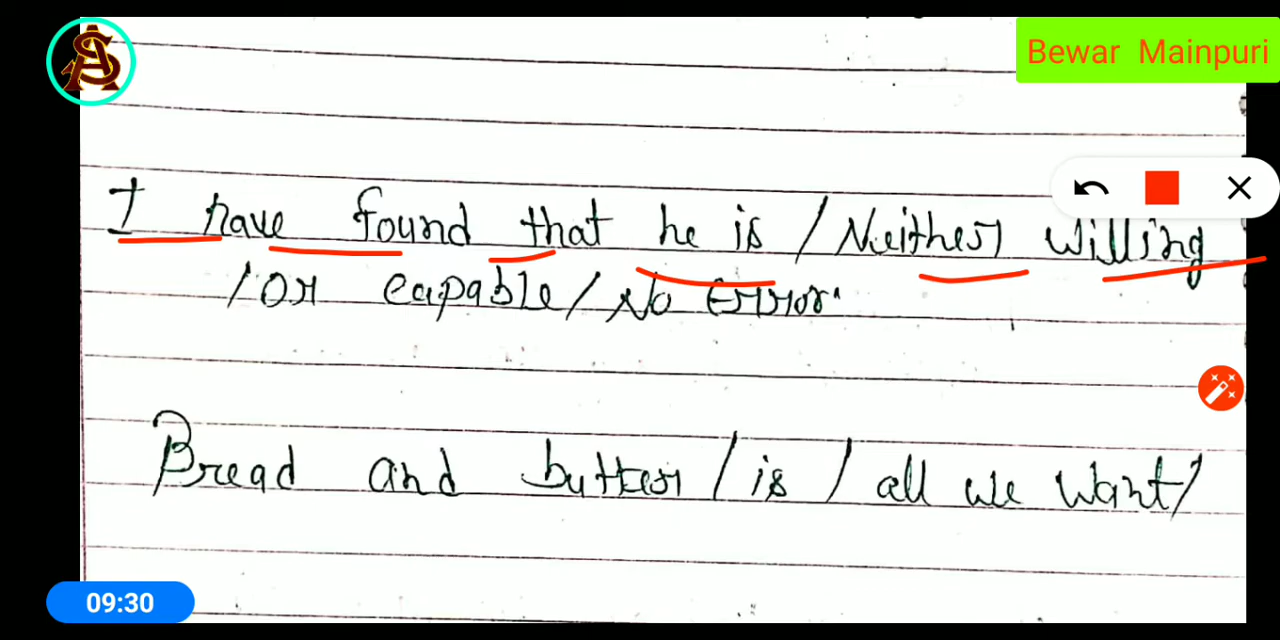 Bewar Mainpuri
I have found that he is / Neither willing
/ or capable / No Error.
Bread and butter / is / all we want /
09:30